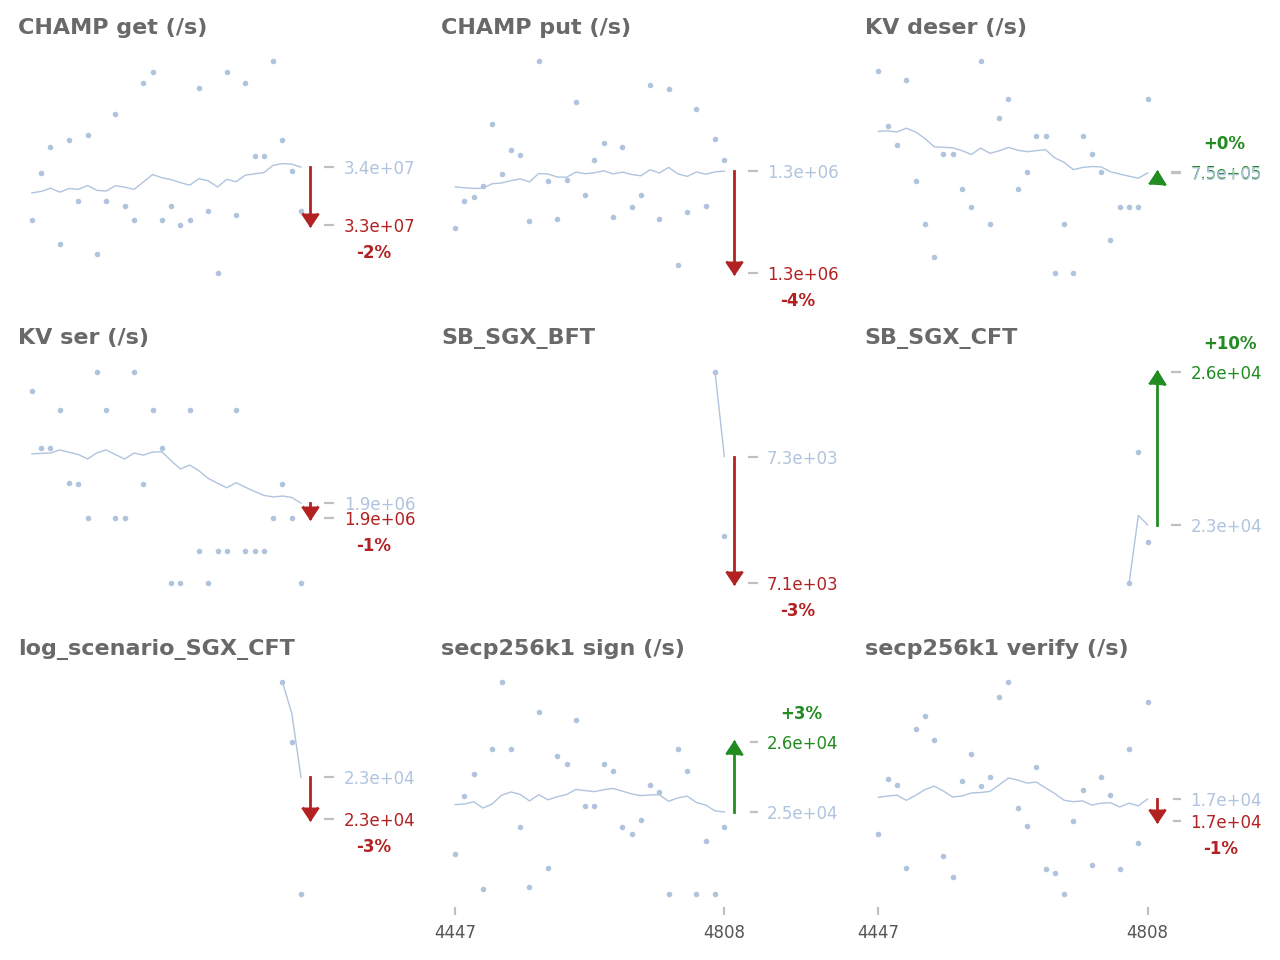 CHAMP get (/s)
3.4e+07
3.3e+07
-2%
CHAMP put (/s)
1.3e+06
1.3e+06
-4%
KV deser (/s)
+0%
7.5e+05
KV ser (/s)
1.9e+06
1.9e+06
-1%
SB_SGX_BFT
7.3e+03
7.1e+03
-3%
SB_SGX_CFT
+10%
2.6e+04
2.3e+04
log_scenario_SGX_CFT
2.3e+04
2.3e+04
-3%
secp256k1 sign (/s)
+3%
2.6e+04
2.5e+04
4447
4808
secp256k1 verify (/s)
1.7e+04
1.7e+04
-1%
4447
4808